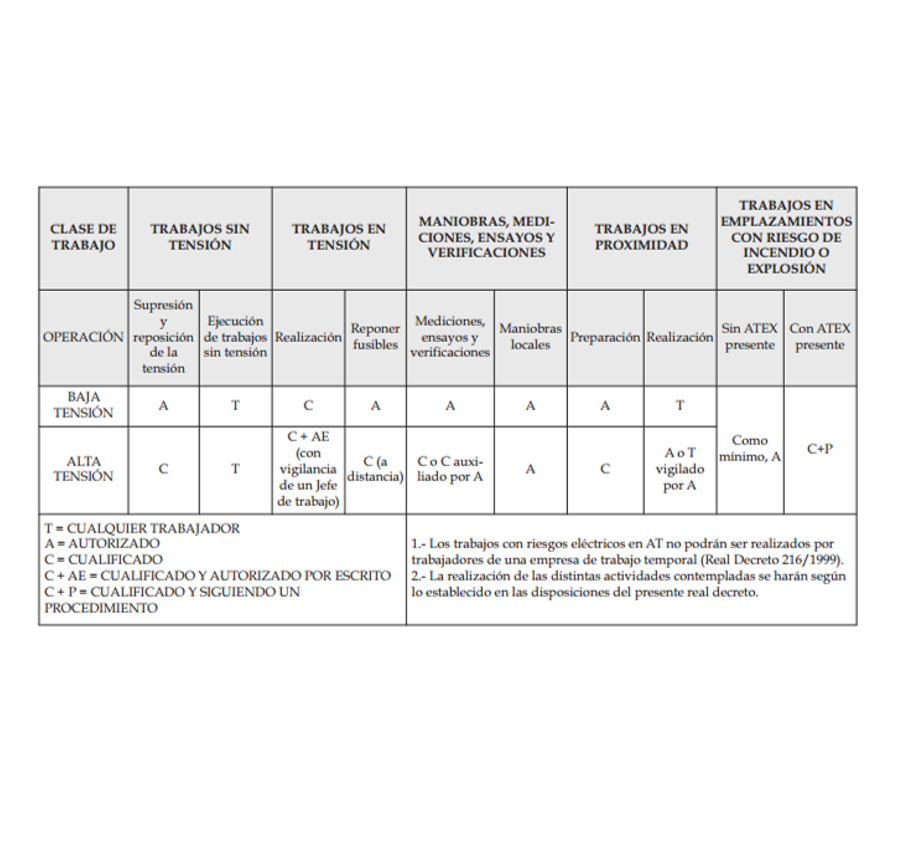 CLASE DE TRABAJO
TRABAJOS SIN TENSIÓN
TRABAJOS EN TENSIÓN
MANIOBRAS, MEDI-
CIONES, ENSAYOS Y
VERIFICACIONES
TRABAJOS EN
PROXIMIDAD
TRABAJOS EN
EMPLAZAMIENTOS
CON RIESGO DE
INCENDIO O
EXPLOSIÓN
OPERACIÓN
Supresión
y
reposición
de la
tensión
Ejecución
de trabajos
sin tensión
Realización
Reponer
fusibles
Mediciones,
ensayos y
verificaciones
Maniobras
locales
Preparación
Realización
Sin ATEX
presente
Con ATEX
presente
BAJA
TENSIÓN
A
T
C
A
A
A
A
T
Como
mínimo, A
C+P
ALTA
TENSIÓN
C
T
C + AE
(con
vigilancia
de un Jefe
de trabajo)
C (a
distancia)
C o C auxi-
liado por A
A
C
A o T
vigilado
por A
T = CUALQUIER TRABAJADOR
A = AUTORIZADO
C = CUALIFICADO
C + AE = CUALIFICADO Y AUTORIZADO POR ESCRITO
C + P = CUALIFICADO Y SIGUIENDO UN
PROCEDIMIENTO
1.- Los trabajos con riesgos eléctricos en AT no podrán ser realizados por
trabajadores de una empresa de trabajo temporal (Real Decreto 216/1999).
2.- La realización de las distintas actividades contempladas se harán según
lo establecido en las disposiciones del presente real decreto.